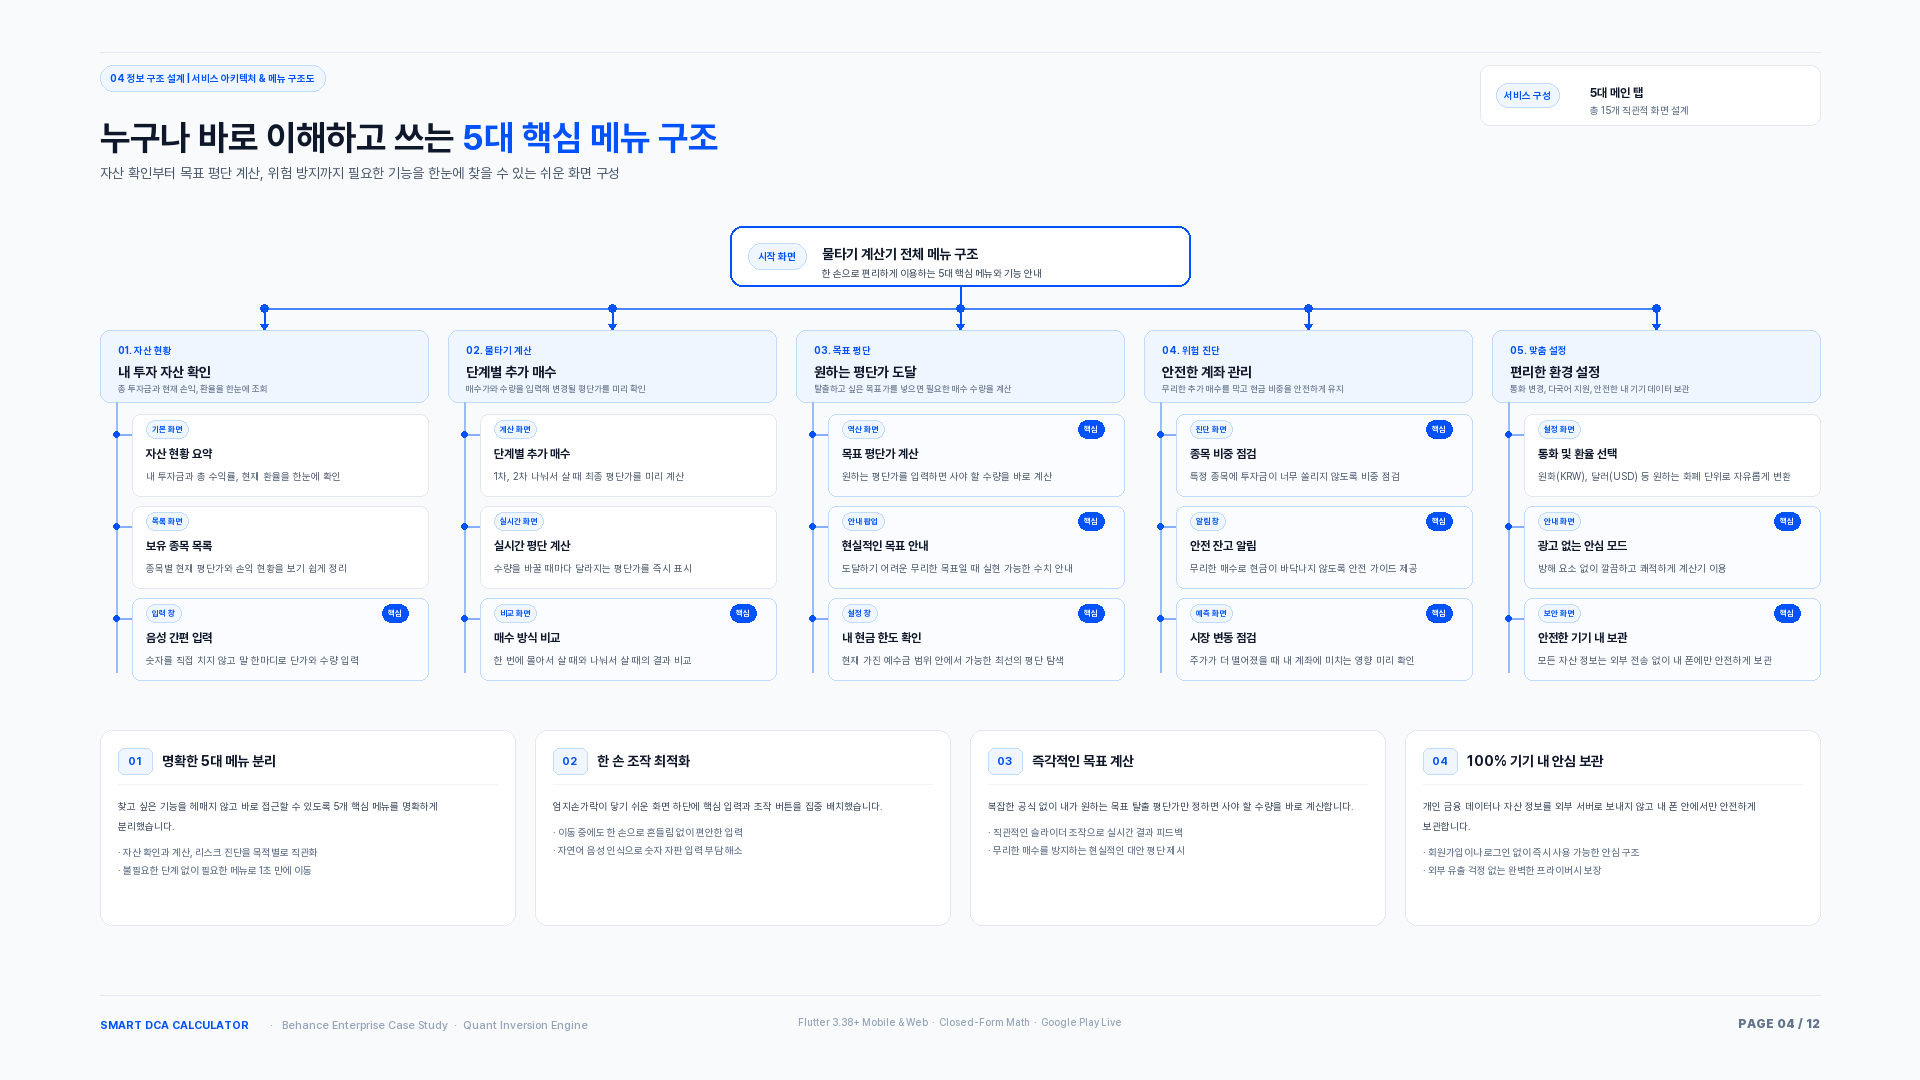 04 정보 구조 설계 | 서비스 아키텍처 & 메뉴 구조도
누구나 바로 이해하고 쓰는 5대 핵심 메뉴 구조
자산 확인부터 목표 평단 계산, 위험 방지까지 필요한 기능을 한눈에 찾을 수 있는 쉬운 화면 구성
서비스 구성
5대 메인 탭
총 15개 직관적 화면 설계
시작 화면
물타기 계산기 전체 메뉴 구조
한 손으로 편리하게 이용하는 5대 핵심 메뉴와 기능 안내
01. 자산 현황
내 투자 자산 확인
총 투자금과 현재 손익, 환율을 한눈에 조회
기본 화면
자산 현황 요약
내 투자금과 총 수익률, 현재 환율을 한눈에 확인
목록 화면
보유 종목 목록
종목별 현재 평단가와 손익 현황을 보기 쉽게 정리
입력 창
핵심
음성 간편 입력
숫자를 직접 치지 않고 말 한마디로 단가와 수량 입력
02. 물타기 계산
단계별 추가 매수
매수가와 수량을 입력해 변경될 평단가를 미리 확인
계산 화면
단계별 추가 매수
1차, 2차 나눠서 살 때 최종 평단가를 미리 계산
실시간 화면
실시간 평단 계산
수량을 바꿀 때마다 달라지는 평단가를 즉시 표시
비교 화면
핵심
매수 방식 비교
한 번에 몰아서 살 때와 나눠서 살 때의 결과 비교
03. 목표 평단
원하는 평단가 도달
탈출하고 싶은 목표가를 넣으면 필요한 매수 수량을 계산
역산 화면
핵심
목표 평단가 계산
원하는 평단가를 입력하면 사야 할 수량을 바로 계산
안내 팝업
핵심
현실적인 목표 안내
도달하기 어려운 무리한 목표일 때 실현 가능한 수치 안내
설정 창
핵심
내 현금 한도 확인
현재 가진 예수금 범위 안에서 가능한 최선의 평단 탐색
04. 위험 진단
안전한 계좌 관리
무리한 추가 매수를 막고 현금 비중을 안전하게 유지
진단 화면
핵심
종목 비중 점검
특정 종목에 투자금이 너무 쏠리지 않도록 비중 점검
알림 창
핵심
안전 잔고 알림
무리한 매수로 현금이 바닥나지 않도록 안전 가이드 제공
예측 화면
핵심
시장 변동 점검
주가가 더 떨어졌을 때 내 계좌에 미치는 영향 미리 확인
05. 맞춤 설정
편리한 환경 설정
통화 변경, 다국어 지원, 안전한 내 기기 데이터 보관
설정 화면
통화 및 환율 선택
원화(KRW), 달러(USD) 등 원하는 화폐 단위로 자유롭게 변환
안내 화면
핵심
광고 없는 안심 모드
방해 요소 없이 깔끔하고 쾌적하게 계산기 이용
보안 화면
핵심
안전한 기기 내 보관
모든 자산 정보는 외부 전송 없이 내 폰에만 안전하게 보관
01
명확한 5대 메뉴 분리
찾고 싶은 기능을 헤매지 않고 바로 접근할 수 있도록 5개 핵심 메뉴를 명확하게
분리했습니다.
· 자산 확인과 계산, 리스크 진단을 목적별로 직관화
· 불필요한 단계 없이 필요한 메뉴로 1초 만에 이동
02
한 손 조작 최적화
엄지손가락이 닿기 쉬운 화면 하단에 핵심 입력과 조작 버튼을 집중 배치했습니다.
· 이동 중에도 한 손으로 흔들림 없이 편안한 입력
· 자연어 음성 인식으로 숫자 자판 입력 부담 해소
03
즉각적인 목표 계산
복잡한 공식 없이 내가 원하는 목표 탈출 평단가만 정하면 사야 할 수량을 바로 계산합니다.
· 직관적인 슬라이더 조작으로 실시간 결과 피드백
· 무리한 매수를 방지하는 현실적인 대안 평단 제시
04
100% 기기 내 안심 보관
개인 금융 데이터나 자산 정보를 외부 서버로 보내지 않고 내 폰 안에서만 안전하게
보관합니다.
· 회원가입이나 로그인 없이 즉시 사용 가능한 안심 구조
· 외부 유출 걱정 없는 완벽한 프라이버시 보장
SMART DCA CALCULATOR · Behance Enterprise Case Study · Quant Inversion Engine
Flutter 3.38+ Mobile & Web · Closed-Form Math · Google Play Live
PAGE 04 / 12